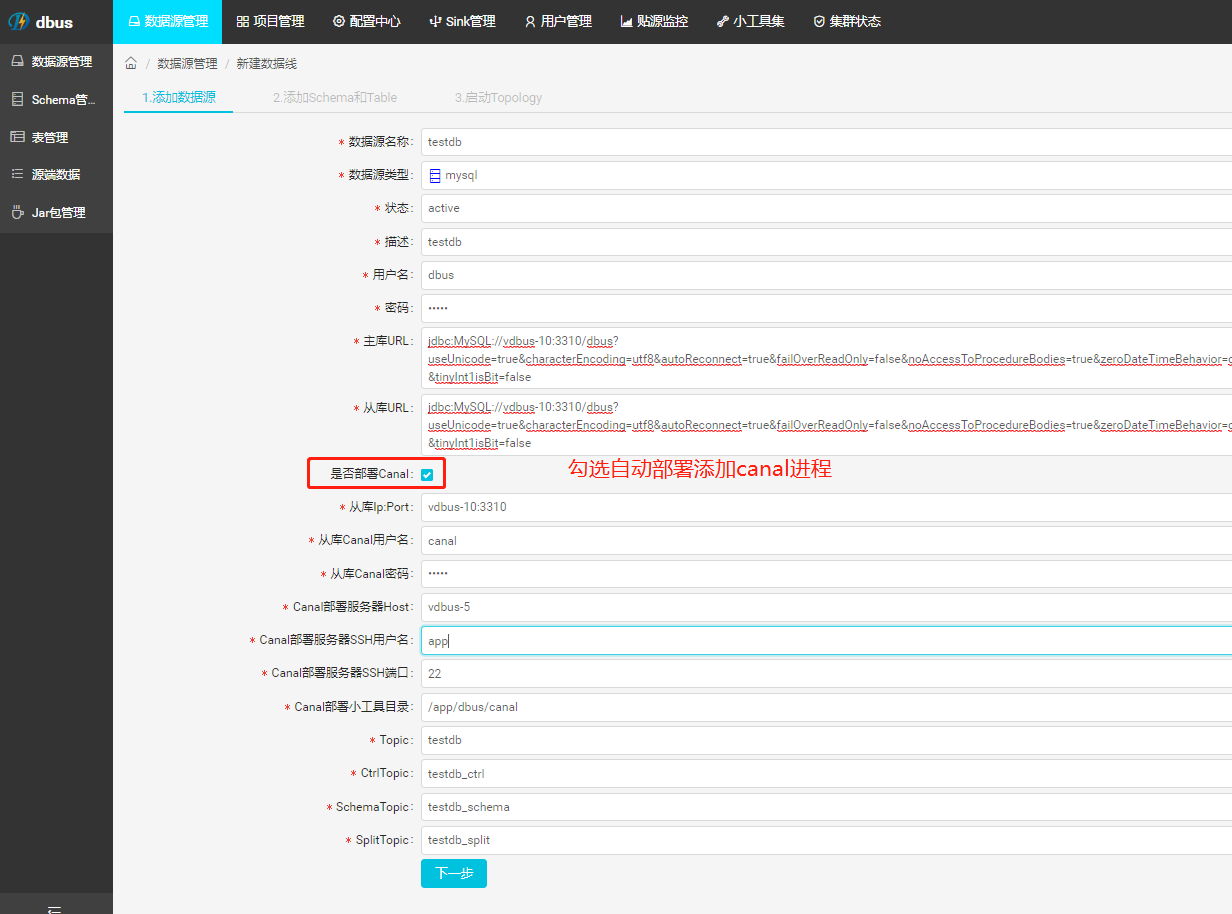 dbus
数据源管理
项目管理
配置中心
Sink管理
用户管理
贴源监控
小工具集
集群状态
数据源管理
Schema管...
表管理
源端数据
Jar包管理
/ 数据源管理 / 新建数据线
1.添加数据源
2.添加Schema和Table
3.启动Topology
* 数据源名称: testdb
* 数据源类型: mysql
* 状态: active
* 描述: testdb
* 用户名: dbus
* 密码: •••••
* 主库URL: jdbc:MySQL://vdbus-10:3310/dbus?
useUnicode=true&characterEncoding=utf8&autoReconnect=true&failOverReadOnly=false&noAccessToProcedureBodies=true&zeroDateTimeBehavior=
&tinyInt1isBit=false
* 从库URL: jdbc:MySQL://vdbus-10:3310/dbus?
useUnicode=true&characterEncoding=utf8&autoReconnect=true&failOverReadOnly=false&noAccessToProcedureBodies=true&zeroDateTimeBehavior=
&tinyInt1isBit=false
是否部署Canal: 勾选自动部署添加canal进程
* 从库Ip:Port: vdbus-10:3310
* 从库Canal用户名: canal
* 从库Canal密码: •••••
* Canal部署服务器Host: vdbus-5
* Canal部署服务器SSH用户名: app
* Canal部署服务器SSH端口: 22
* Canal部署小工具目录: /app/dbus/canal
* Topic: testdb
* CtrlTopic: testdb_ctrl
* SchemaTopic: testdb_schema
* SplitTopic: testdb_split
下一步